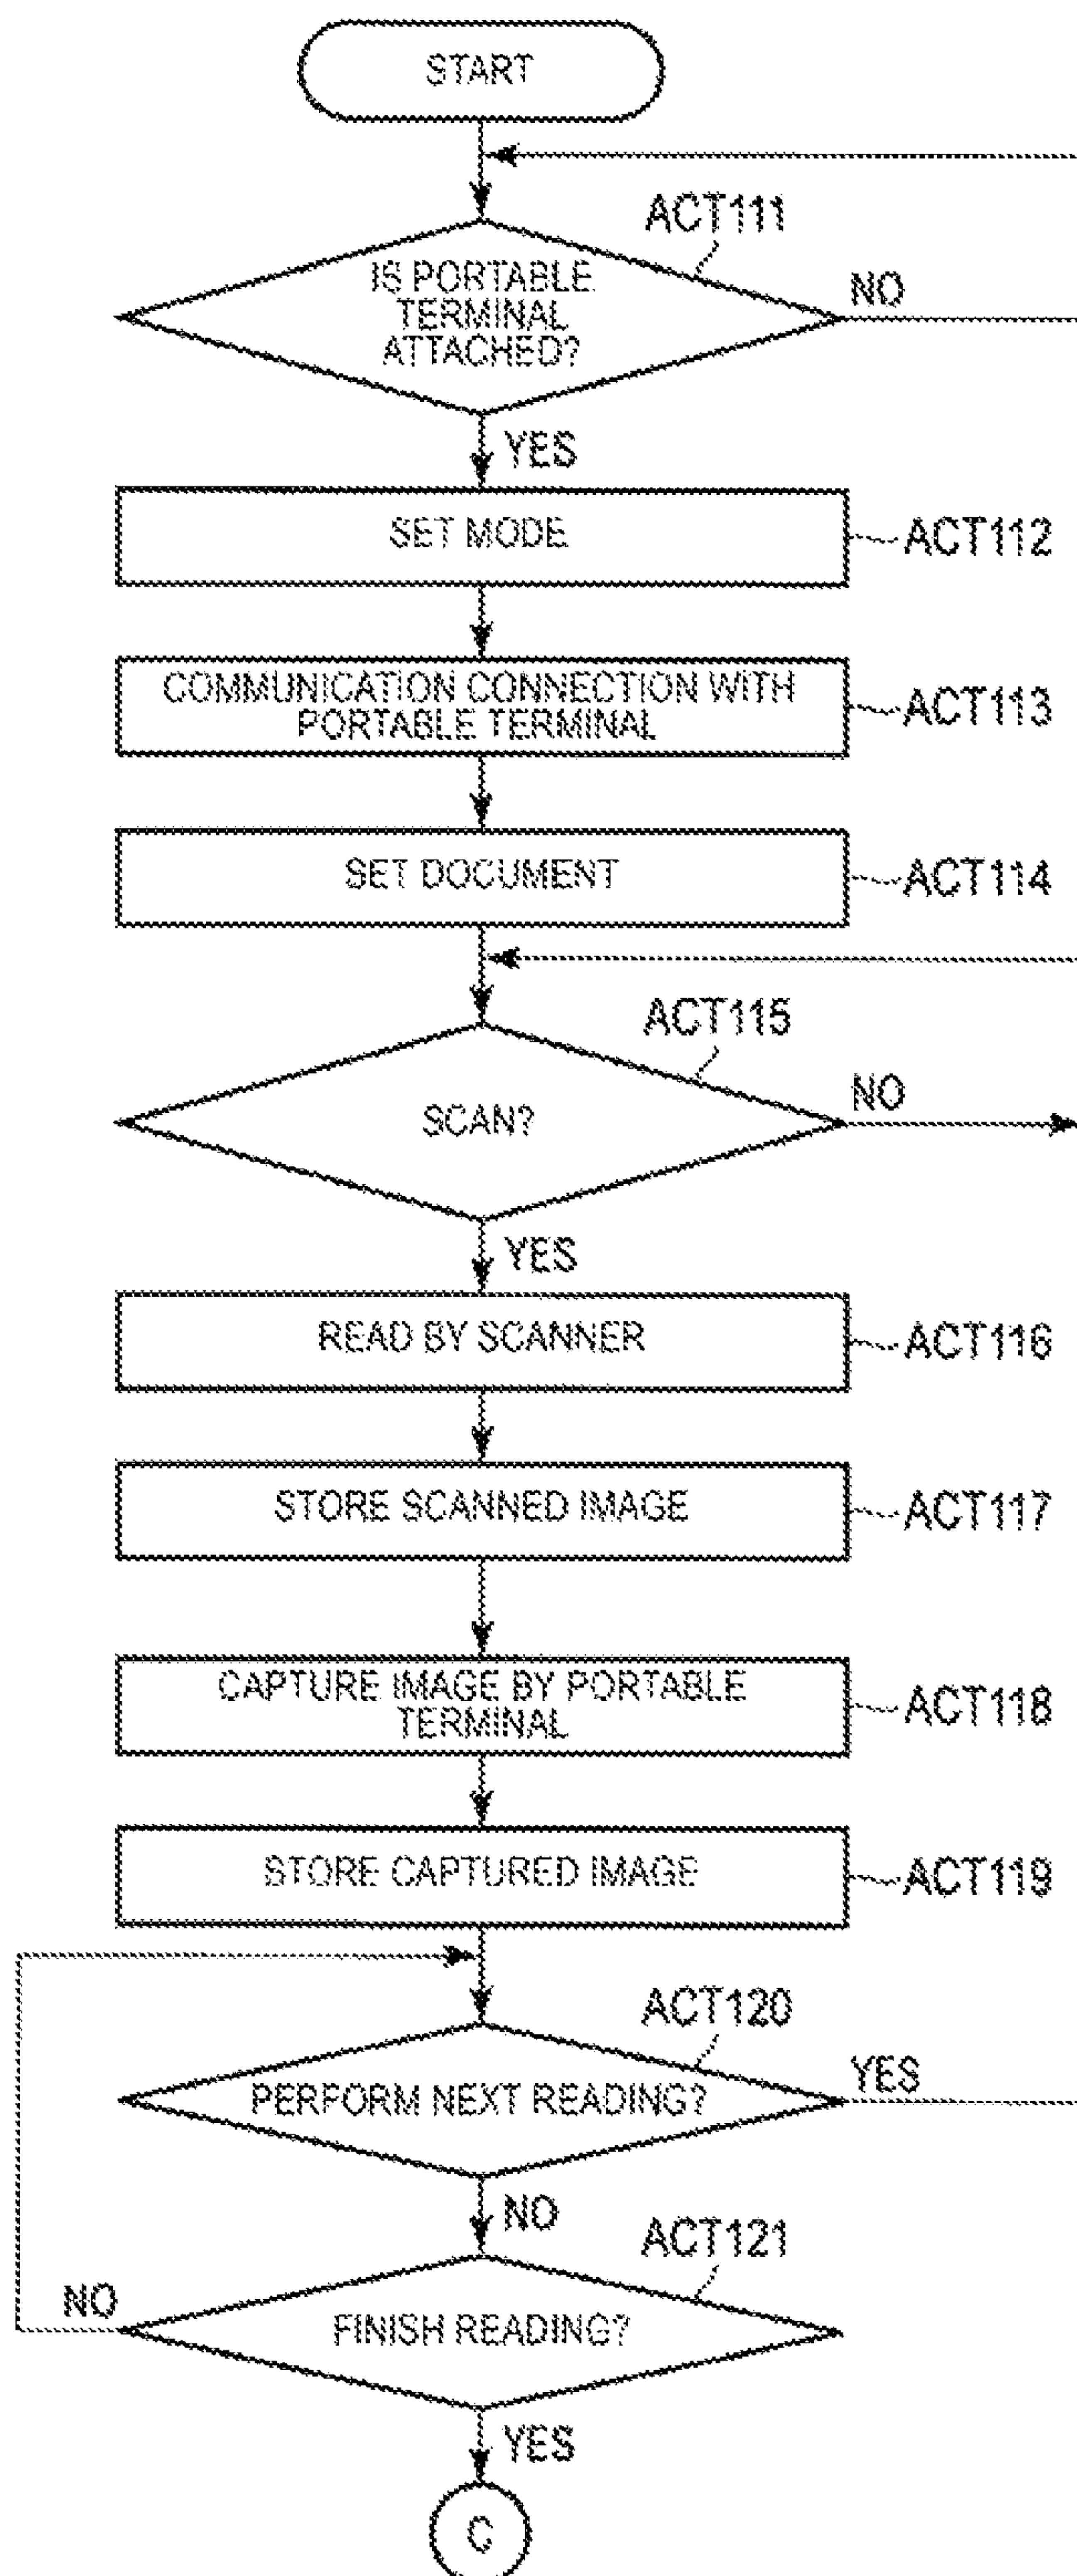 START
ACT111
IS PORTABLE
TERMINAL
ATTACHED?
NO
YES
SET MODE
ACT112
COMMUNICATION CONNECTION WITH
PORTABLE TERMINAL
ACT113
SET DOCUMENT
ACT114
ACT115
SCAN?
NO
YES
READ BY SCANNER
ACT116
STORE SCANNED IMAGE
ACT117
CAPTURE IMAGE BY PORTABLE
TERMINAL
ACT118
STORE CAPTURED IMAGE
ACT119
ACT120
PERFORM NEXT READING?
YES
NO
ACT121
NO
FINISH READING?
YES
C